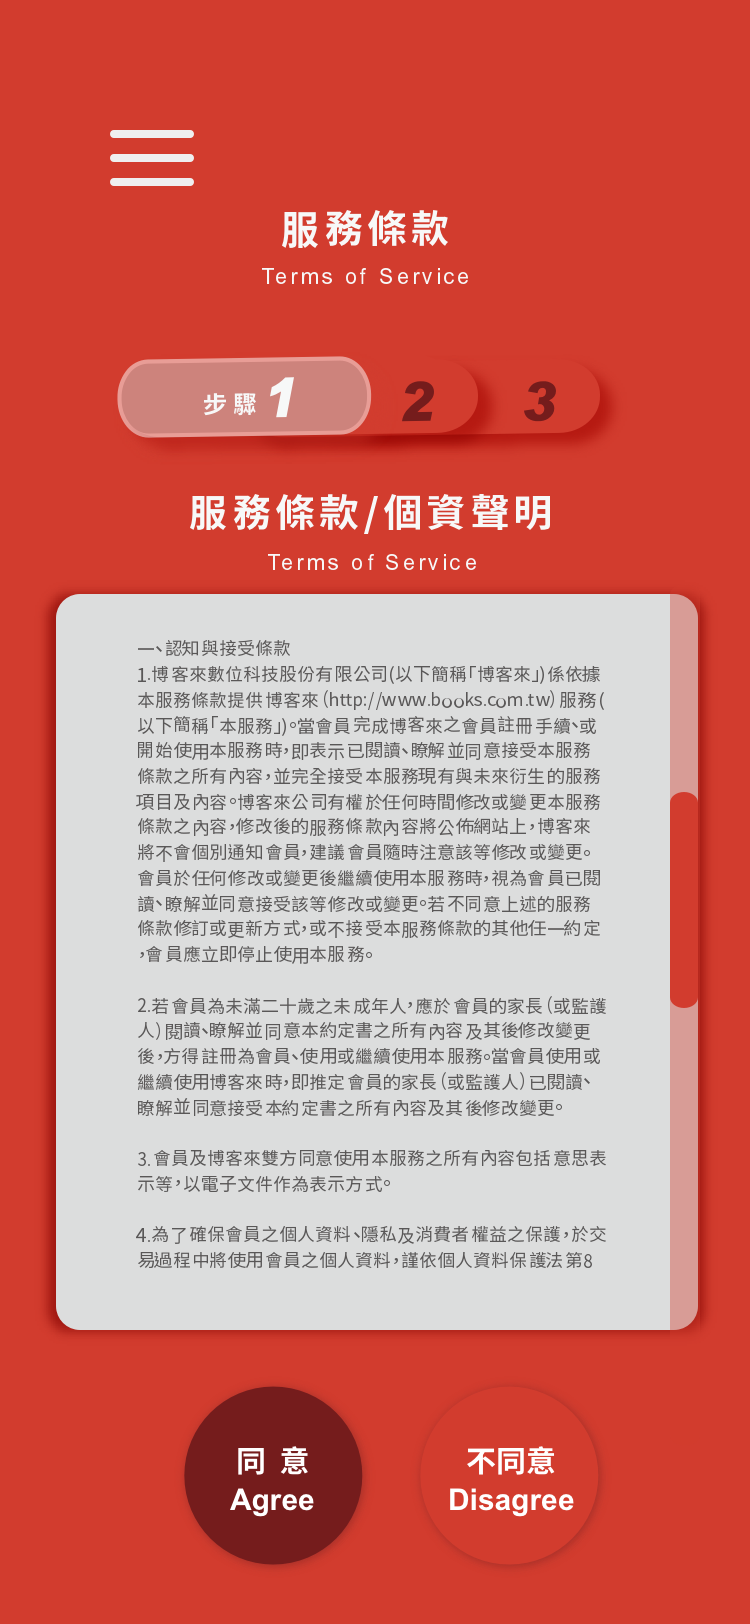 服務條款
Terms of Service
步驟 1 2 3
服務條款/個資聲明
Terms of Service
一、認知與接受條款
1.博客來數位科技股份有限公司(以下簡稱「博客來」)係依據
本服務條款提供博客來(http://www.books.com.tw)服務(
以下簡稱「本服務」)。當會員完成博客來之會員註冊手續、或
開始使用本服務時,即表示已閱讀、瞭解並同意接受本服務
條款之所有內容,並完全接受本服務現有與未來衍生的服務
項目及內容。博客來公司有權於任何時間修改或變更本服務
條款之內容,修改後的服務條款內容將公佈網站上,博客來
將不會個別通知會員,建議會員隨時注意該等修改或變更。
會員於任何修改或變更後繼續使用本服務時,視為會員已閱
讀、瞭解並同意接受該等修改或變更。若不同意上述的服務
條款修訂或更新方式,或不接受本服務條款的其他任一約定
,會員應立即停止使用本服務。
2.若會員為未滿二十歲之未成年人,應於會員的家長(或監護
人)閱讀、瞭解並同意本約定書之所有內容及其後修改變更
後,方得註冊為會員、使用或繼續使用本服務。當會員使用或
繼續使用博客來時,即推定會員的家長(或監護人)已閱讀、
瞭解並同意接受本約定書之所有內容及其後修改變更。
3.會員及博客來雙方同意使用本服務之所有內容包括意思表
示等,以電子文件作為表示方式。
4.為了確保會員之個人資料、隱私及消費者權益之保護,於交
易過程中將使用會員之個人資料,謹依個人資料保護法第8
同意 不同意
Agree Disagree